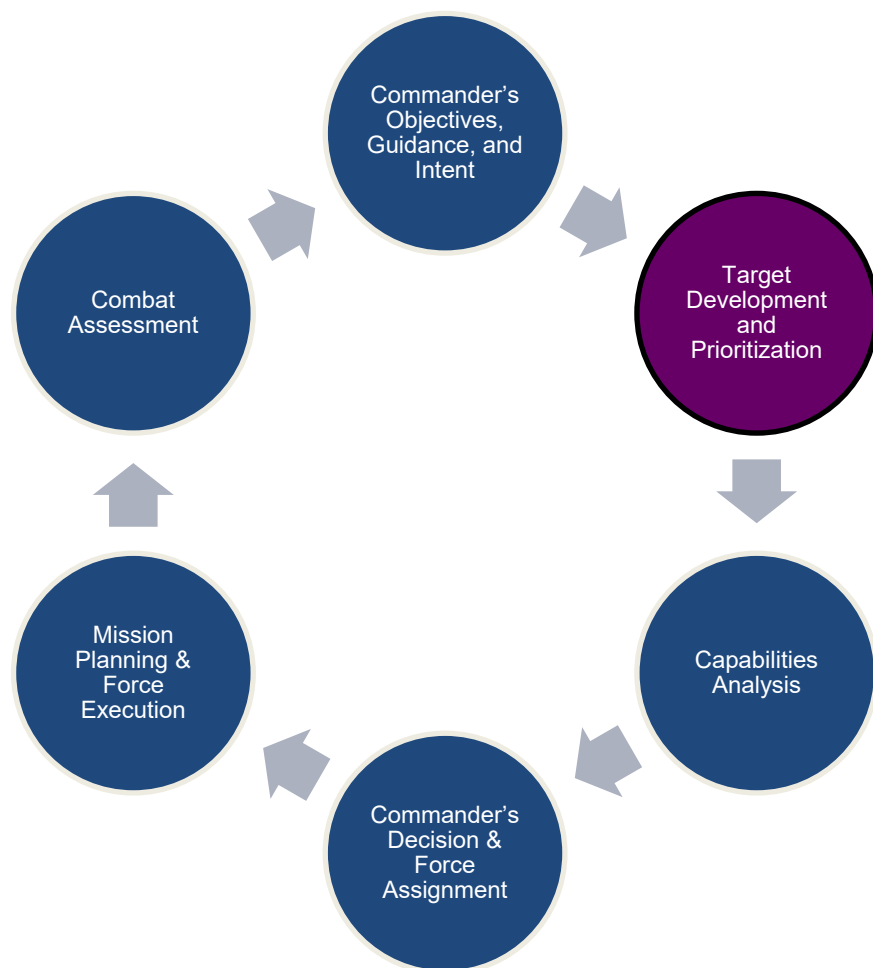 Commander’s
Objectives,
Guidance, and
Intent
Target
Development
and
Prioritization
Capabilities
Analysis
Commander’s
Decision &
Force
Assignment
Mission
Planning &
Force
Execution
Combat
Assessment